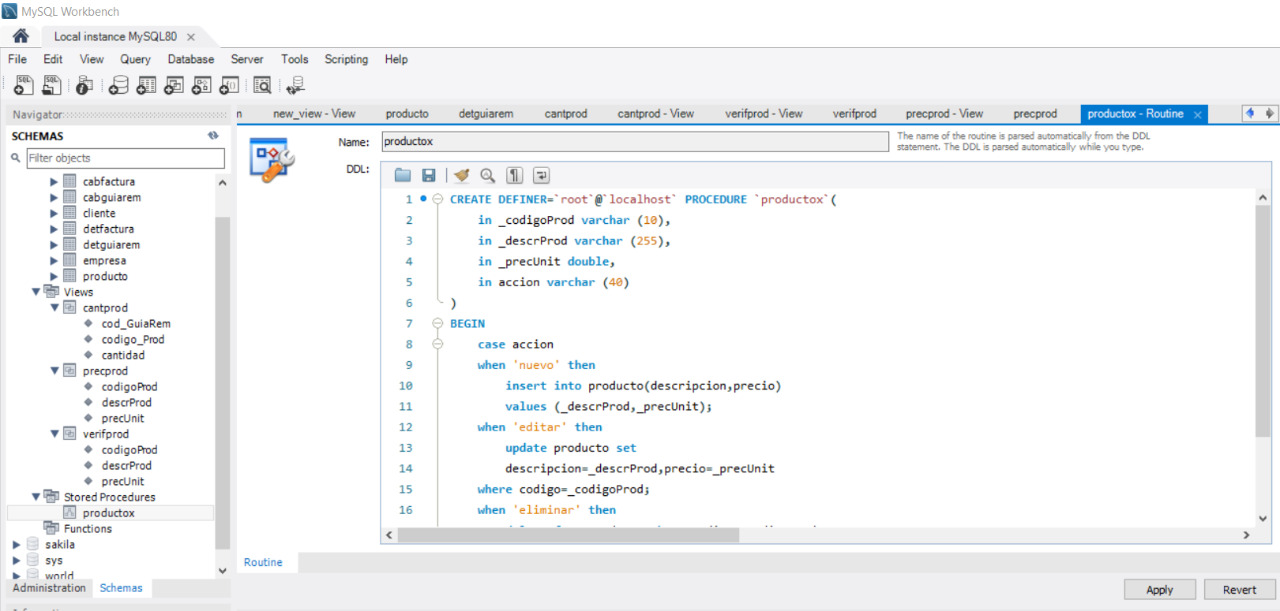 MySQL Workbench
Local instance MySQL80 ×
File Edit View Query Database Server Tools Scripting Help
Navigator
SCHEMAS
Filter objects
cabfactura
cabguiarem
cliente
detfactura
detguiarem
empresa
producto
Views
cantprod
cod_GuiaRem
codigo_Prod
cantidad
precprod
codigoProd
descrProd
precUnit
verifprod
codigoProd
descrProd
precUnit
Stored Procedures
productox
Functions
sakila
sys
world
Administration Schemas
n new_view - View producto detguiarem cantprod cantprod - View verifprod - View verifprod precprod - View precprod productox - Routine ×
Name: productox
The name of the routine is parsed automatically from the DDL
statement. The DDL is parsed automatically while you type.
DDL:
1 CREATE DEFINER=`root`@`localhost` PROCEDURE `productox`(
2 in _codigoProd varchar (10),
3 in _descrProd varchar (255),
4 in _precUnit double,
5 in accion varchar (40)
6 )
7 BEGIN
8 case accion
9 when 'nuevo' then
10 insert into producto(descripcion,precio)
11 values (_descrProd,_precUnit);
12 when 'editar' then
13 update producto set
14 descripcion=_descrProd,precio=_precUnit
15 where codigo=_codigoProd;
16 when 'eliminar' then
Routine
Apply Revert